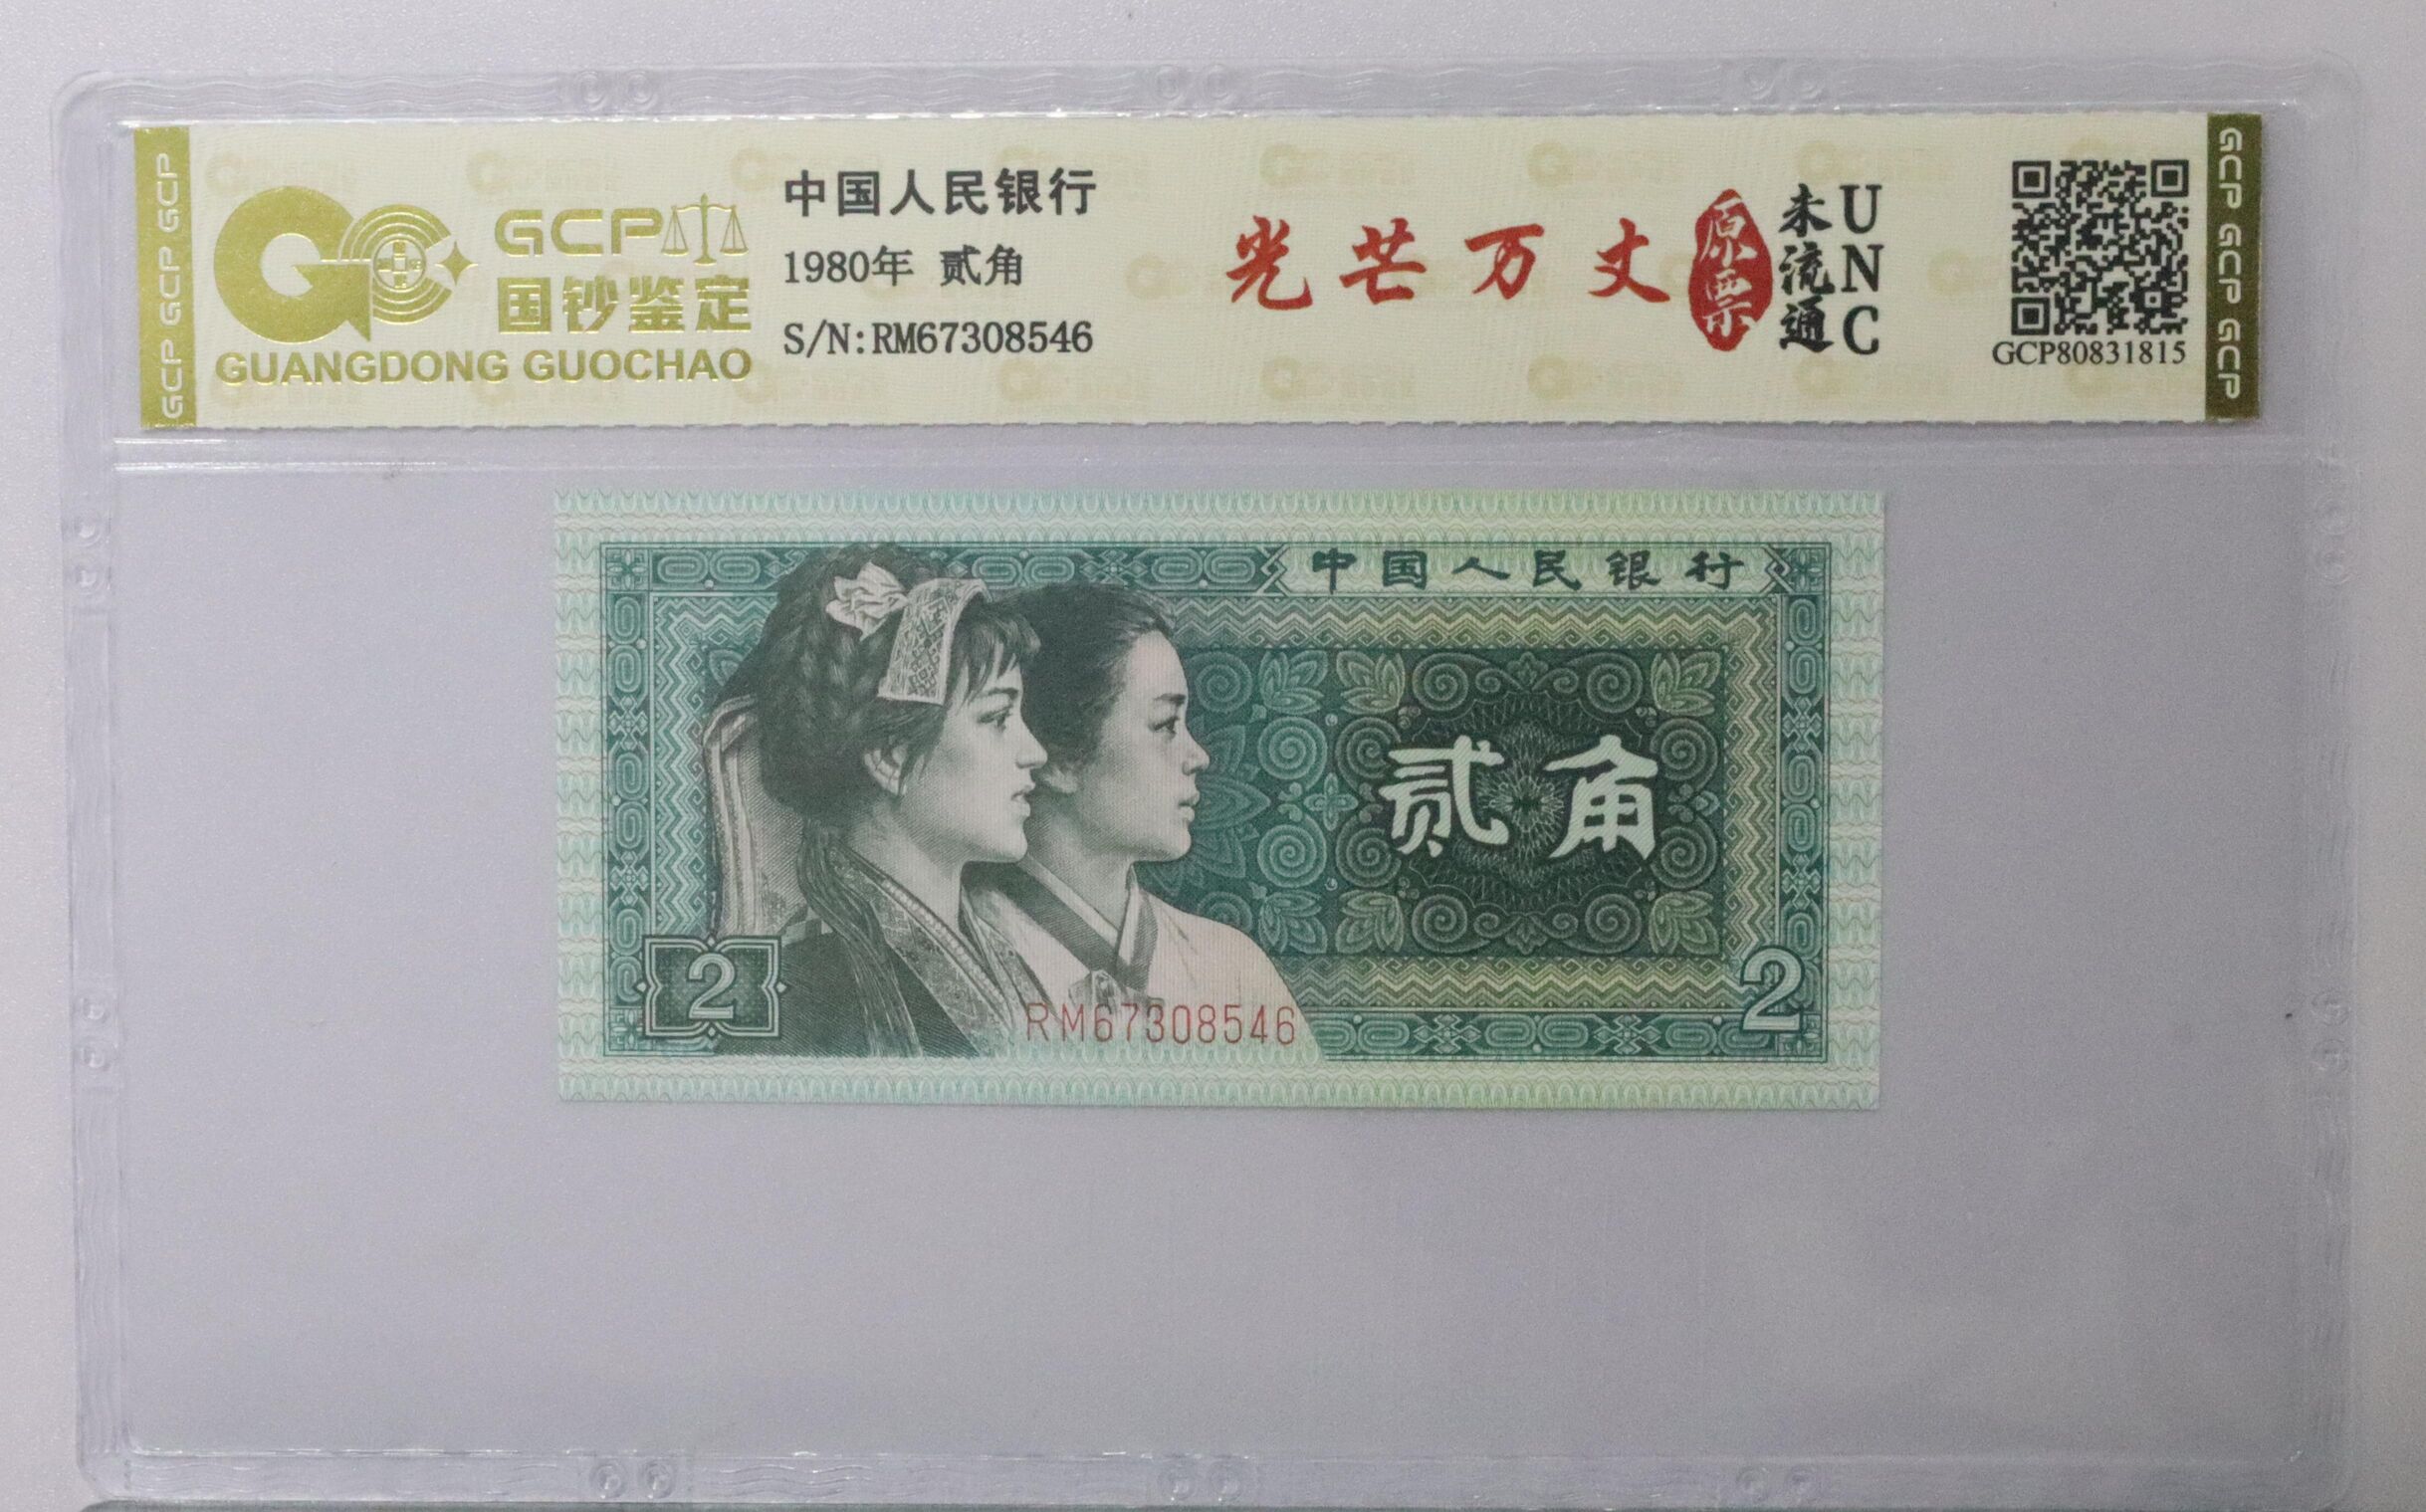 GCP GCP GCP
GCP
国钞鉴定
GUANGDONG GUOCHAO
中国人民银行
1980年 贰角
S/N:RM67308546
光芒万丈
原票
未流通
UNC
GCP80831815
GCP GCP GCP
中国人民银行
贰角
2
RM67308546
2